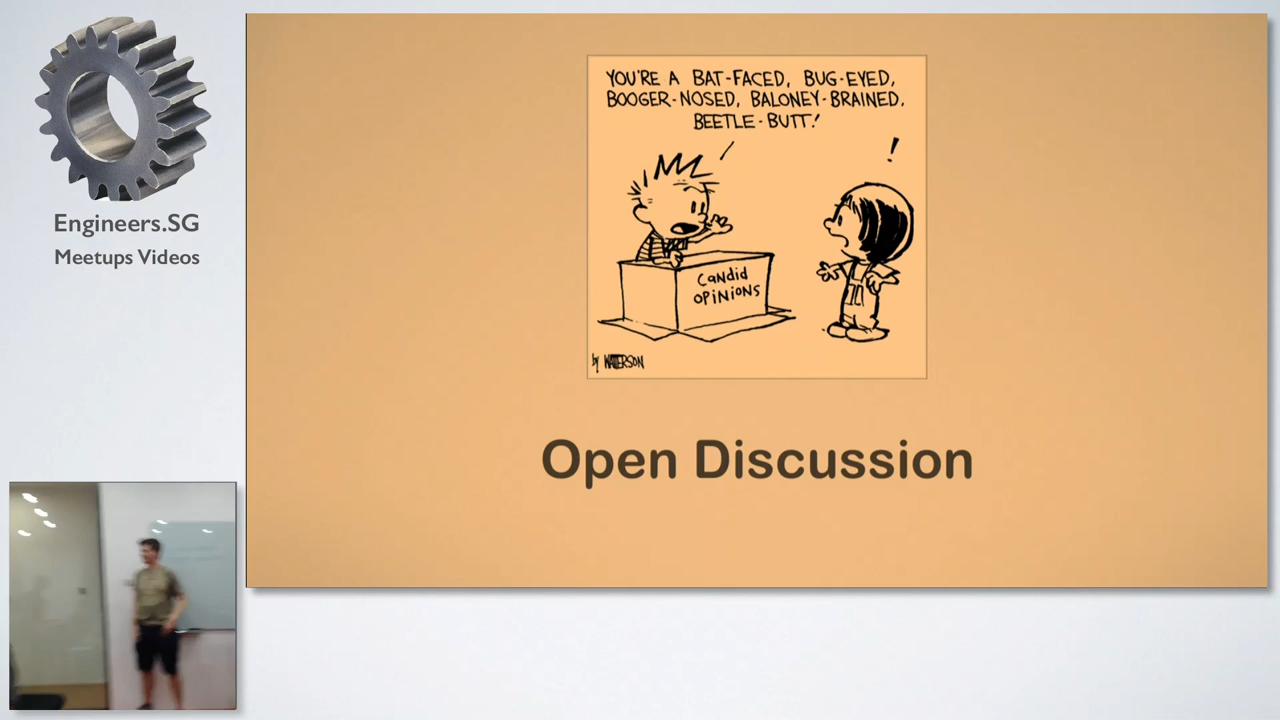 Engineers.SG
Meetups Videos
YOU'RE A BAT-FACED, BUG-EYED,
BOOGER-NOSED, BALONEY-BRAINED,
BEETLE-BUTT!
!
CANDID
OPINIONS
by WATTERSON
Open Discussion